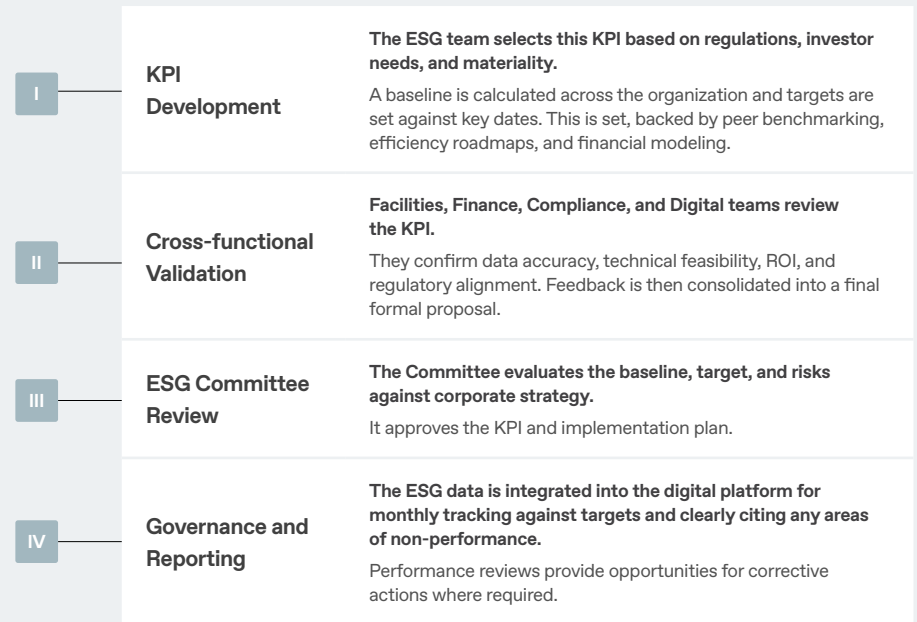 I
KPI
Development
The ESG team selects this KPI based on regulations, investor
needs, and materiality.
A baseline is calculated across the organization and targets are
set against key dates. This is set, backed by peer benchmarking,
efficiency roadmaps, and financial modeling.
II
Cross-functional
Validation
Facilities, Finance, Compliance, and Digital teams review
the KPI.
They confirm data accuracy, technical feasibility, ROI, and
regulatory alignment. Feedback is then consolidated into a final
formal proposal.
III
ESG Committee
Review
The Committee evaluates the baseline, target, and risks
against corporate strategy.
It approves the KPI and implementation plan.
IV
Governance and
Reporting
The ESG data is integrated into the digital platform for
monthly tracking against targets and clearly citing any areas
of non-performance.
Performance reviews provide opportunities for corrective
actions where required.